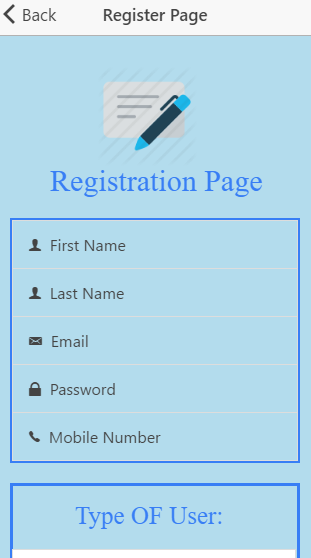 Back Register Page
Registration Page
First Name
Last Name
Email
Password
Mobile Number
Type OF User: